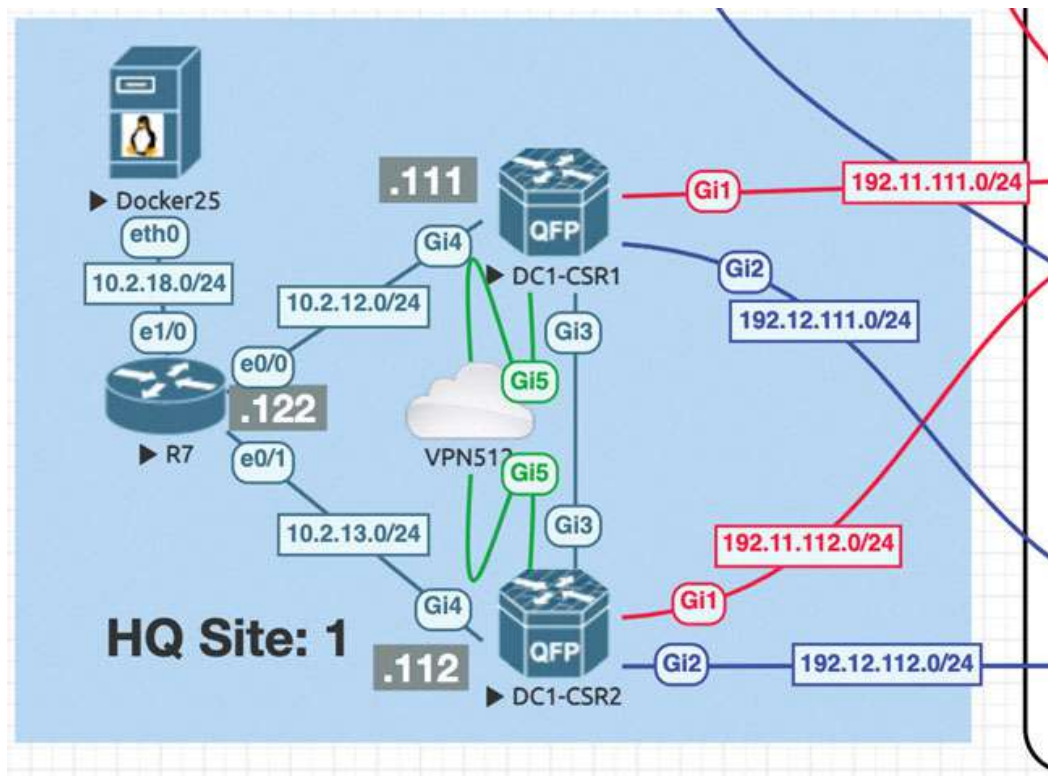 Docker25
eth0
10.2.18.0/24
e1/0
e0/0
.122
R7
e0/1
10.2.12.0/24
10.2.13.0/24
.111
Gi4
QFP
DC1-CSR1
Gi1
192.11.111.0/24
Gi2
192.12.111.0/24
Gi3
Gi5
VPN512
Gi5
Gi3
192.11.112.0/24
Gi4
QFP
Gi1
HQ Site: 1
.112
Gi2
192.12.112.0/24
DC1-CSR2